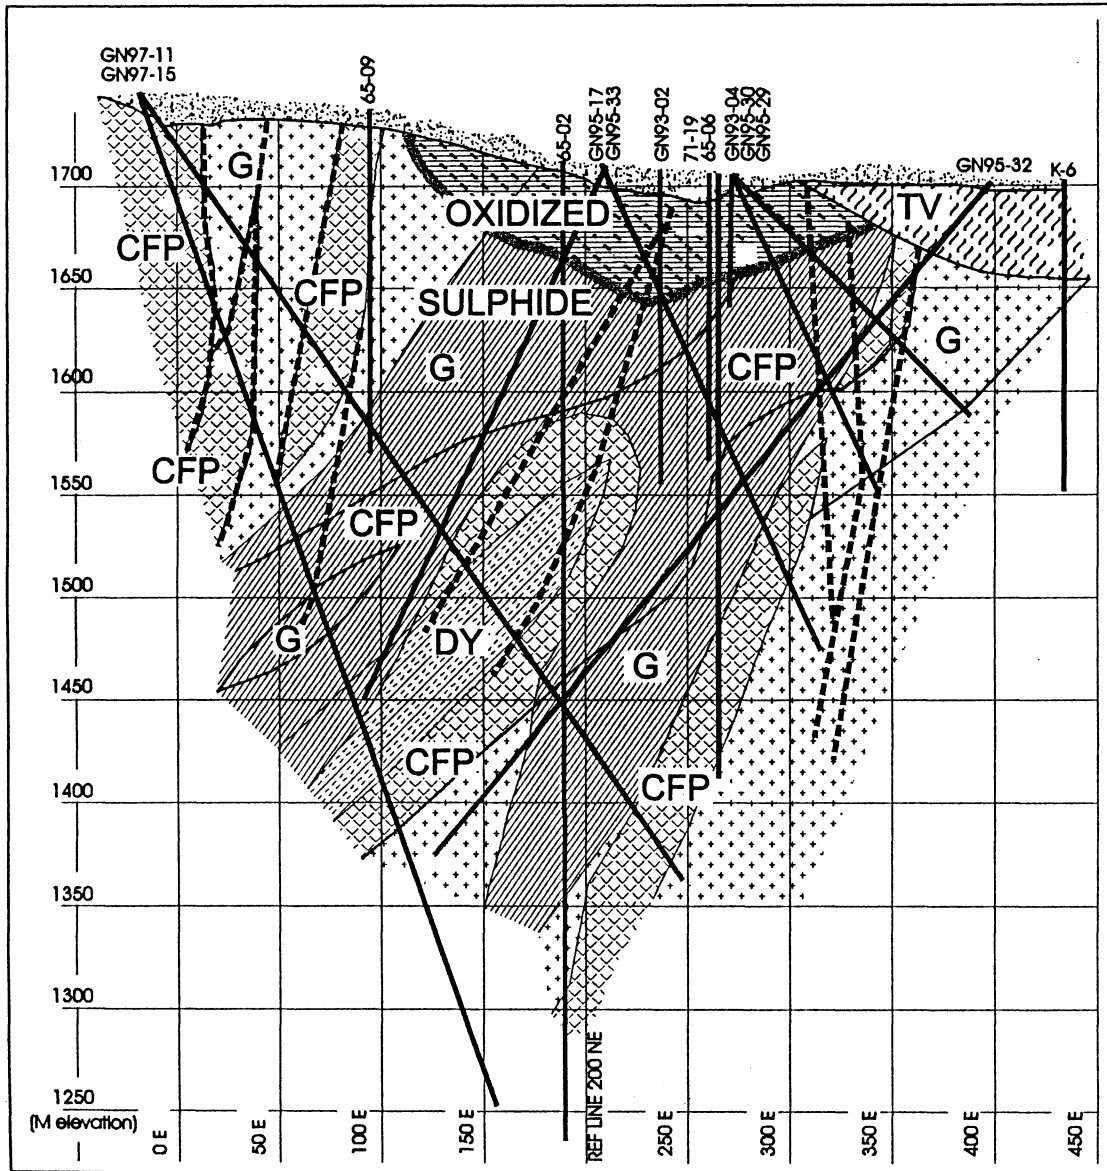 GN97-11
GN97-15
65-09
65-02
GN95-17
GN95-33
GN93-02
71-19
65-06
GN93-04
GN95-30
GN95-29
GN95-32
K-6
G
1700
TV
OXIDIZED
CFP
1650
CFP
SULPHIDE
G
CFP
G
1600
CFP
1550
CFP
1500
G
DY
G
1450
CFP
CFP
1400
1350
1300
1250
(M elevation)
0 E
50 E
100 E
150 E
REF LINE 200 NE
250 E
300 E
350 E
400 E
450 E